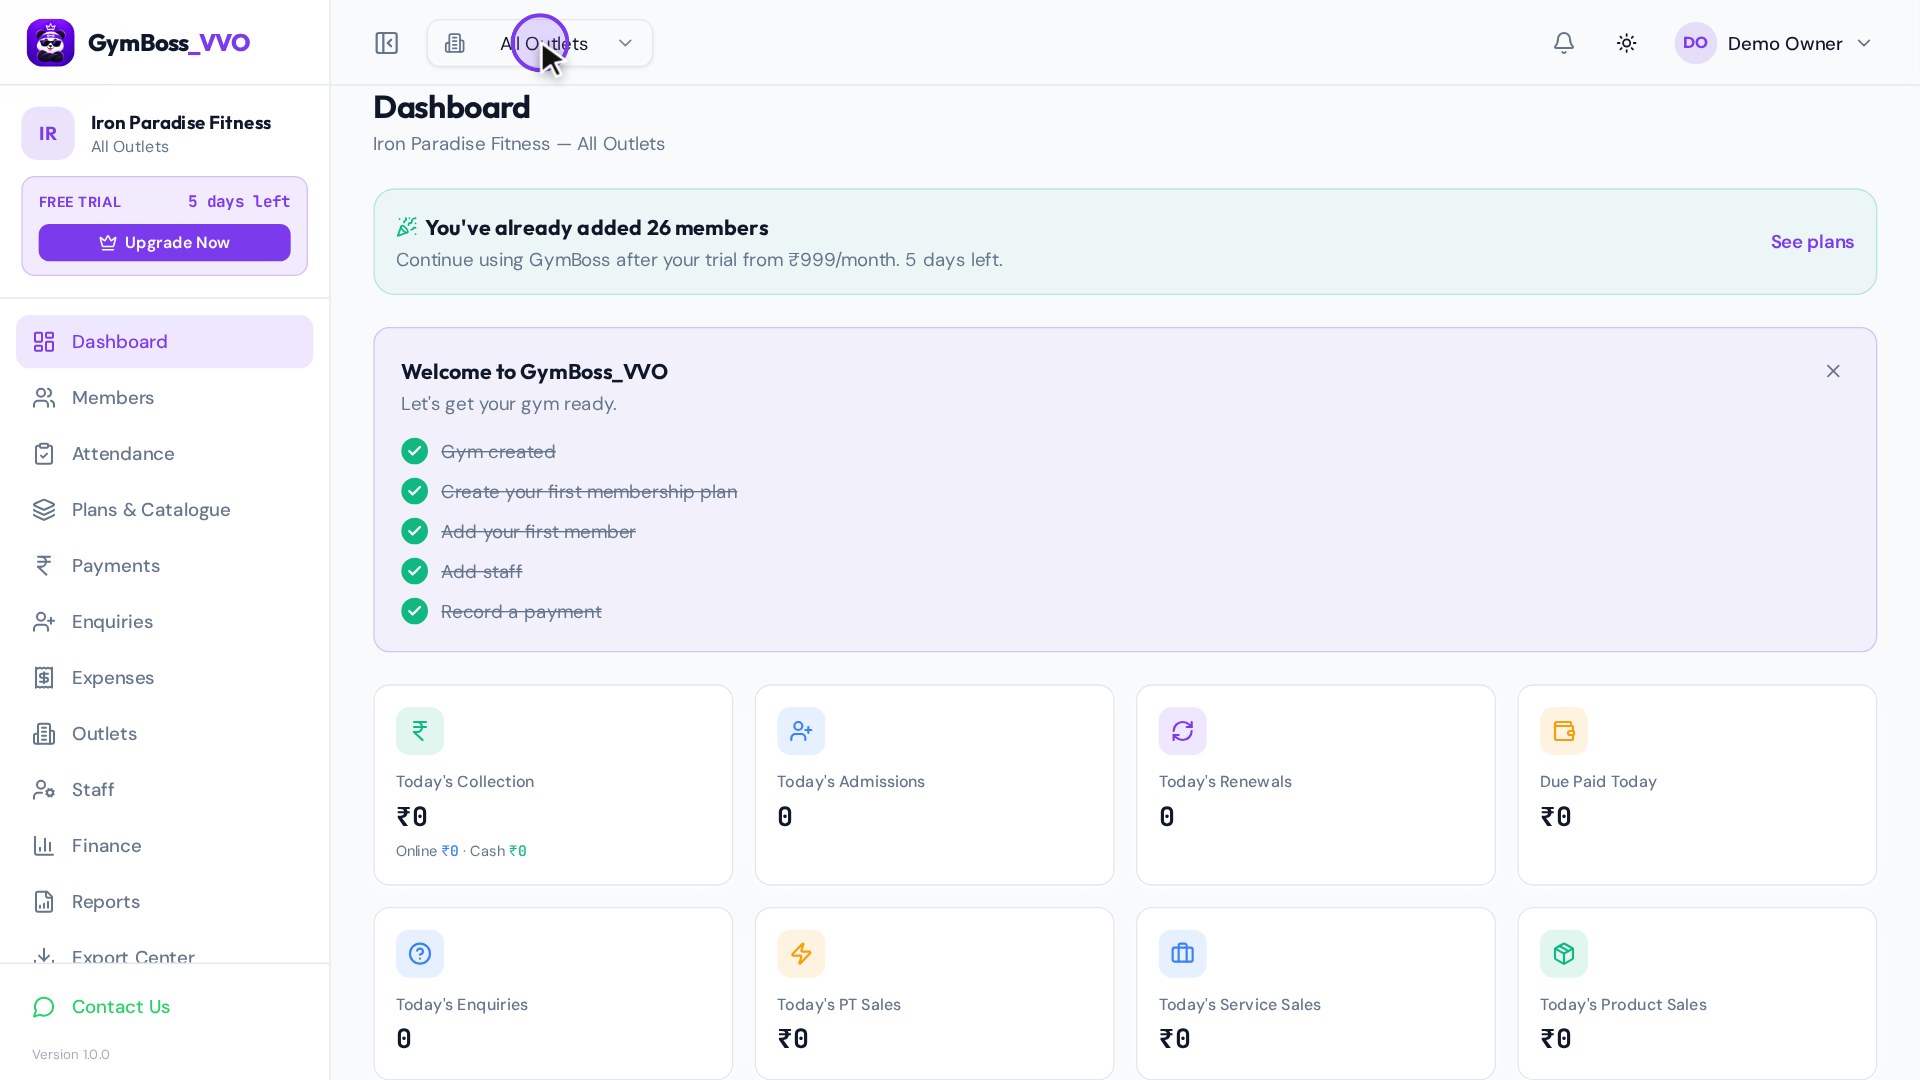 GymBoss_VVO
All Outlets
DO Demo Owner
IR
Iron Paradise Fitness
All Outlets
FREE TRIAL 5 days left
Upgrade Now
Dashboard
Members
Attendance
Plans & Catalogue
Payments
Enquiries
Expenses
Outlets
Staff
Finance
Reports
Export Center
Contact Us
Version 1.0.0
Dashboard
Iron Paradise Fitness — All Outlets
You've already added 26 members
Continue using GymBoss after your trial from ₹999/month. 5 days left.
See plans
Welcome to GymBoss_VVO
Let's get your gym ready.
Gym created
Create your first membership plan
Add your first member
Add staff
Record a payment
Today's Collection
₹0
Online ₹0 · Cash ₹0
Today's Admissions
0
Today's Renewals
0
Due Paid Today
₹0
Today's Enquiries
0
Today's PT Sales
₹0
Today's Service Sales
₹0
Today's Product Sales
₹0